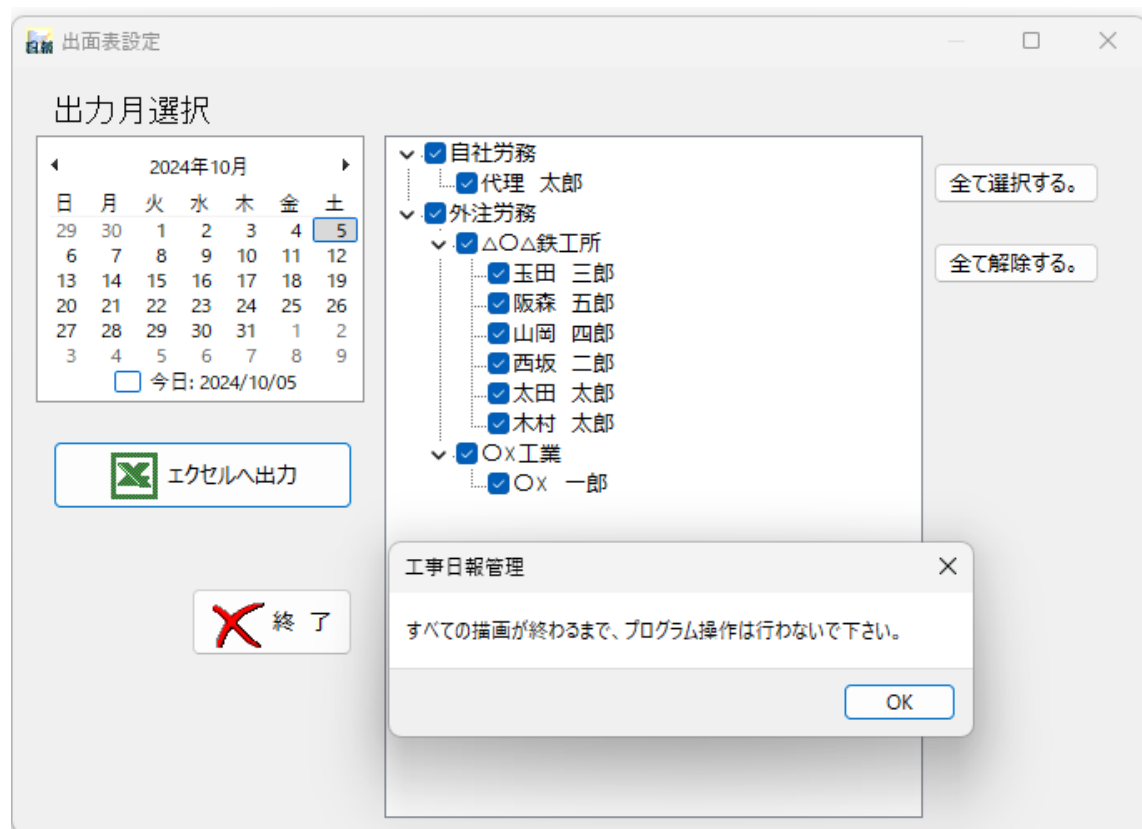 出面表設定
出力月選択
2024年10月
日 月 火 水 木 金 土
29 30 1 2 3 4 5
6 7 8 9 10 11 12
13 14 15 16 17 18 19
20 21 22 23 24 25 26
27 28 29 30 31 1 2
3 4 5 6 7 8 9
今日: 2024/10/05
エクセルへ出力
終 了
自社労務
代理 太郎
外注労務
△〇△鉄工所
玉田 三郎
阪森 五郎
山岡 四郎
西坂 二郎
太田 太郎
木村 太郎
〇x工業
〇x 一郎
全て選択する。
全て解除する。
工事日報管理
すべての描画が終わるまで、プログラム操作は行わないで下さい。
OK